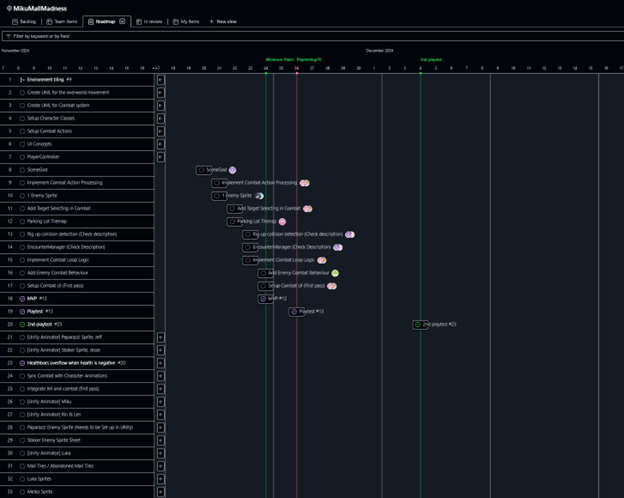 MikuMallMadness
Backlog Team items Roadmap In review My items + New view
Filter by keyword or by field
November 2024 December 2024
Minimum Viabl Playtesting P1 2nd playtest
7 8 9 10 11 12 13 14 15 16 17 18 19 20 21 22 23 24 25 26 27 28 29 30 1 2 3 4 5 6 7 8 9 10 11 12 13 14 15 16 17
1 Environment tiling #9
2 Create UML for the overworld movement
3 Create UML for Combat system
4 Setup Character Classes
5 Setup Combat Actions
6 UI Concepts
7 PlayerController
8 SceneGod SceneGod
9 Implement Combat Action Processing Implement Combat Action Processing
10 1 Enemy Sprite 1 Enemy Sprite
11 Add Target Selecting in Combat Add Target Selecting in Combat
12 Parking Lot Tilemap Parking Lot Tilemap
13 Rig up collision detection (Check description) Rig up collision detection (Check description)
14 EncounterManager (Check Description) EncounterManager (Check Description)
15 Implement Combat Loop Logic Implement Combat Loop Logic
16 Add Enemy Combat Behaviour Add Enemy Combat Behaviour
17 Setup Combat UI (First pass) Setup Combat UI (First pass)
18 MVP #12 MVP #12
19 Playtest #13 Playtest #13
20 2nd playtest #25 2nd playtest #25
21 [Unity Animator] Paparazzi Sprite, Jeff
22 [Unity Animator] Stalker Sprite, Jesse
23 Healthbars overflow when health is negative #20
24 Sync Combat with Character Animations
25 Integrate Art and combat (first pass)
26 [Unity Animator] Miku
27 [Unity Animator] Rin & Len
28 Paparazzi Enemy Sprite (Needs to be Set up in UNity)
29 Stalker Enemy Sprite Sheet
30 [Unity Animator] Luka
31 Mall Tiles / Abandoned Mall Tiles
32 Luka Sprites
33 Meiko Sprite